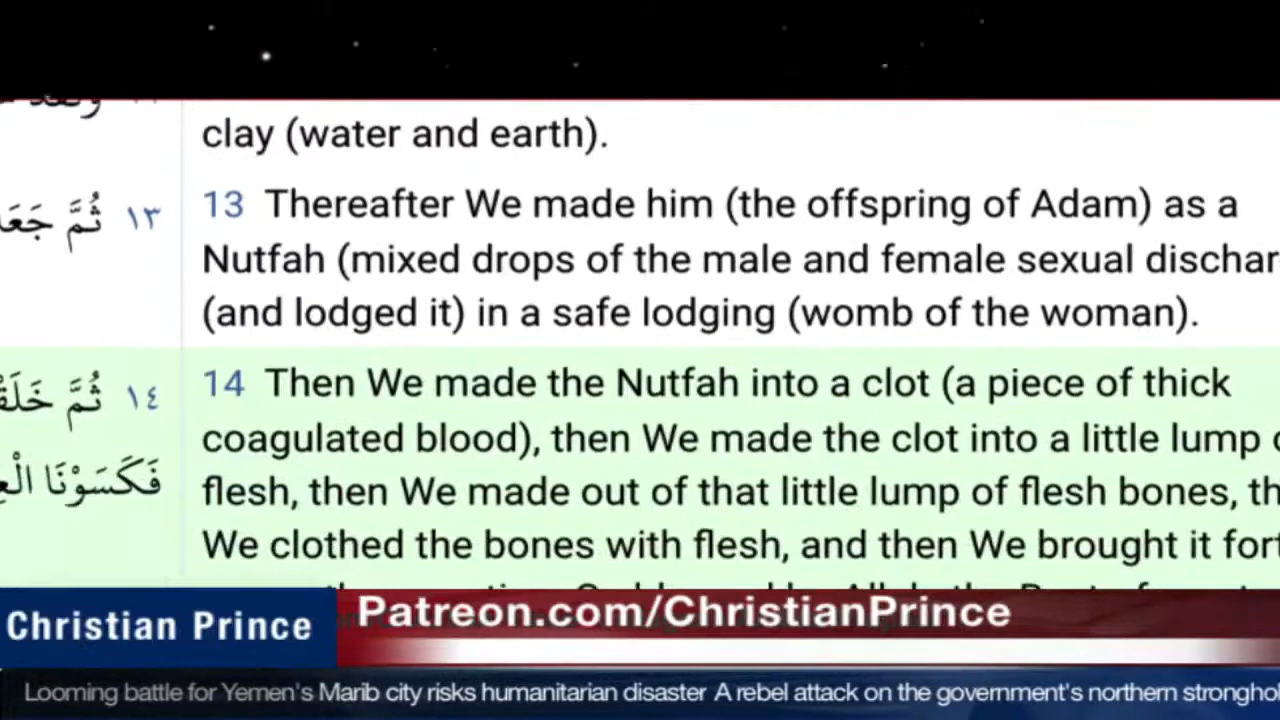 clay (water and earth).
ثُمَّ جَعَ ١٣
13 Thereafter We made him (the offspring of Adam) as a
Nutfah (mixed drops of the male and female sexual dischar
(and lodged it) in a safe lodging (womb of the woman).
ثُمَّ خَلَقْ ١٤
14 Then We made the Nutfah into a clot (a piece of thick
coagulated blood), then We made the clot into a little lump
فَكَسَوْنَا الْعِ
flesh, then We made out of that little lump of flesh bones, th
We clothed the bones with flesh, and then We brought it for
Christian Prince
Patreon.com/ChristianPrince
Looming battle for Yemen's Marib city risks humanitarian disaster A rebel attack on the government's northern stronghol